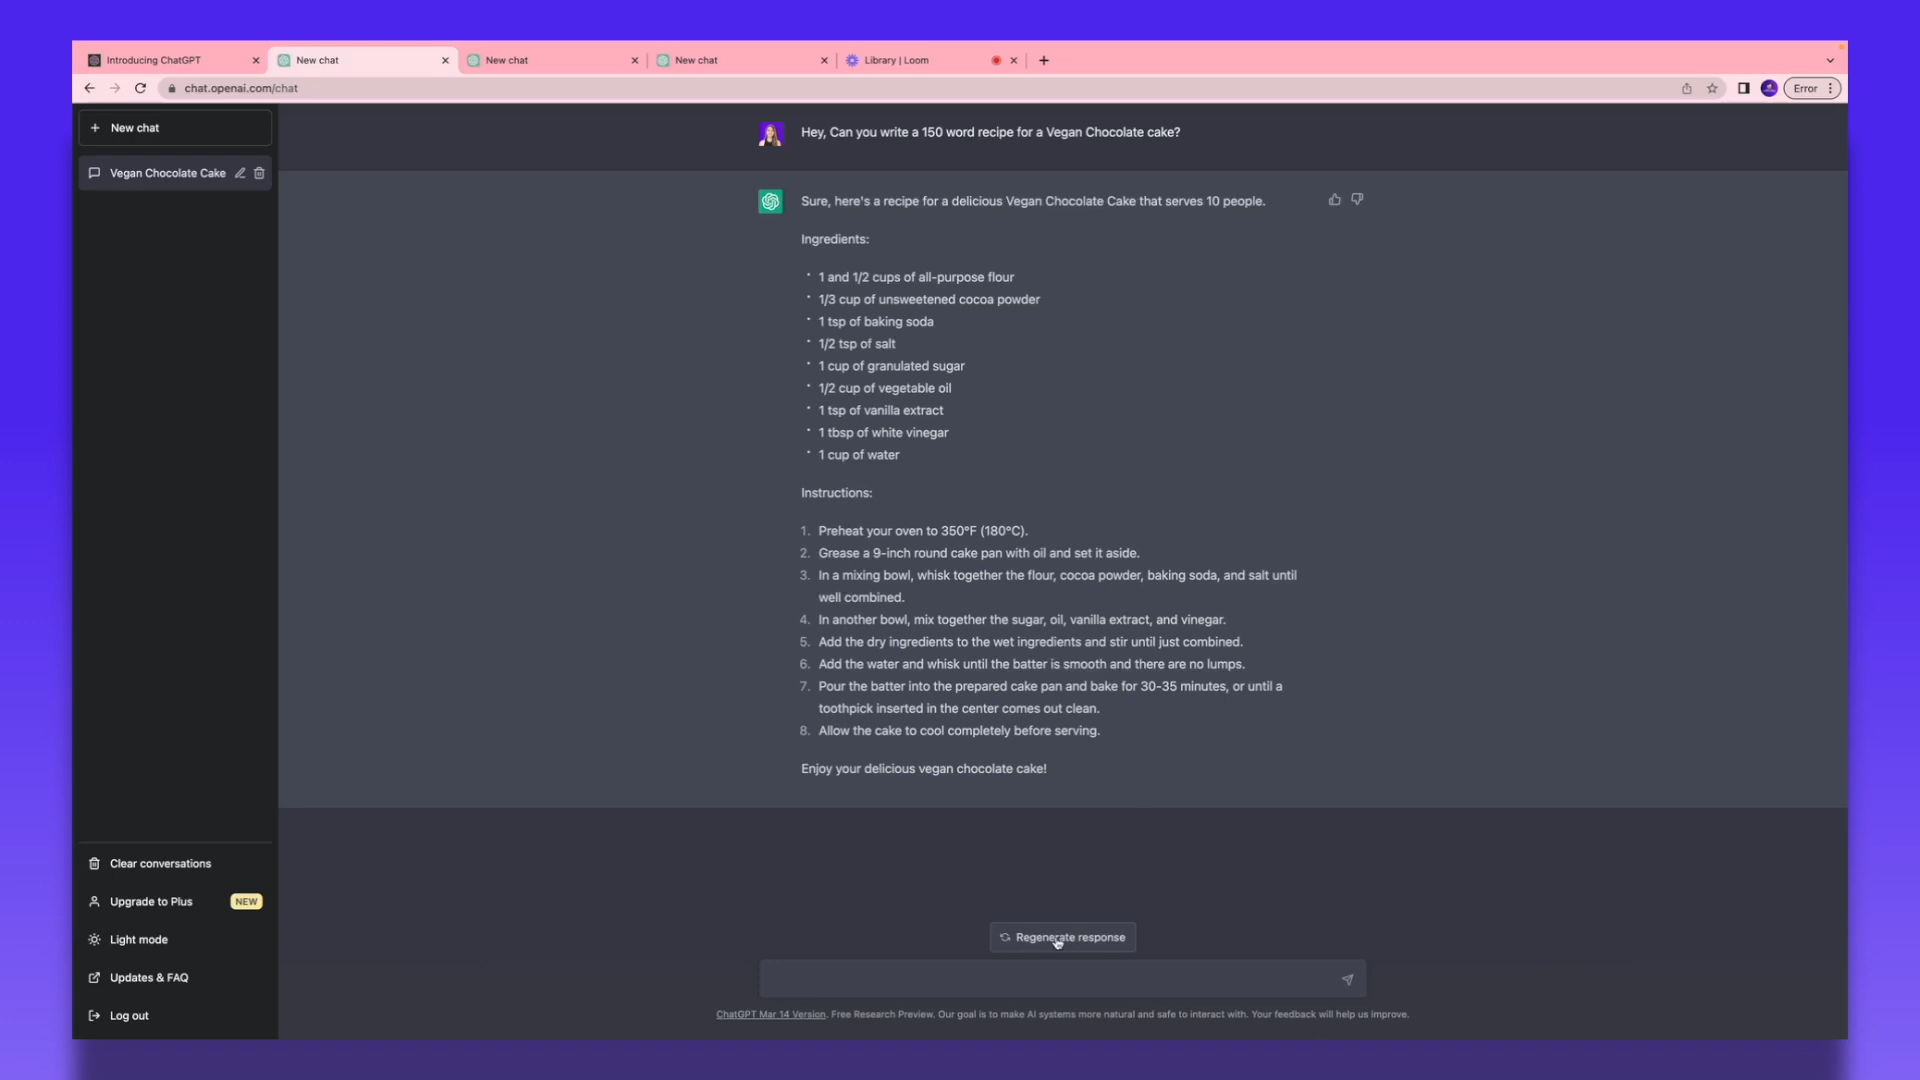 Introducing ChatGPT
New chat
New chat
New chat
Library | Loom
chat.openai.com/chat
Error
New chat
Vegan Chocolate Cake
Hey, Can you write a 150 word recipe for a Vegan Chocolate cake?
Sure, here's a recipe for a delicious Vegan Chocolate Cake that serves 10 people.
Ingredients:
• 1 and 1/2 cups of all-purpose flour
• 1/3 cup of unsweetened cocoa powder
• 1 tsp of baking soda
• 1/2 tsp of salt
• 1 cup of granulated sugar
• 1/2 cup of vegetable oil
• 1 tsp of vanilla extract
• 1 tbsp of white vinegar
• 1 cup of water
Instructions:
1. Preheat your oven to 350°F (180°C).
2. Grease a 9-inch round cake pan with oil and set it aside.
3. In a mixing bowl, whisk together the flour, cocoa powder, baking soda, and salt until
well combined.
4. In another bowl, mix together the sugar, oil, vanilla extract, and vinegar.
5. Add the dry ingredients to the wet ingredients and stir until just combined.
6. Add the water and whisk until the batter is smooth and there are no lumps.
7. Pour the batter into the prepared cake pan and bake for 30-35 minutes, or until a
toothpick inserted in the center comes out clean.
8. Allow the cake to cool completely before serving.
Enjoy your delicious vegan chocolate cake!
Clear conversations
Upgrade to Plus NEW
Light mode
Updates & FAQ
Log out
Regenerate response
ChatGPT Mar 14 Version. Free Research Preview. Our goal is to make AI systems more natural and safe to interact with. Your feedback will help us improve.